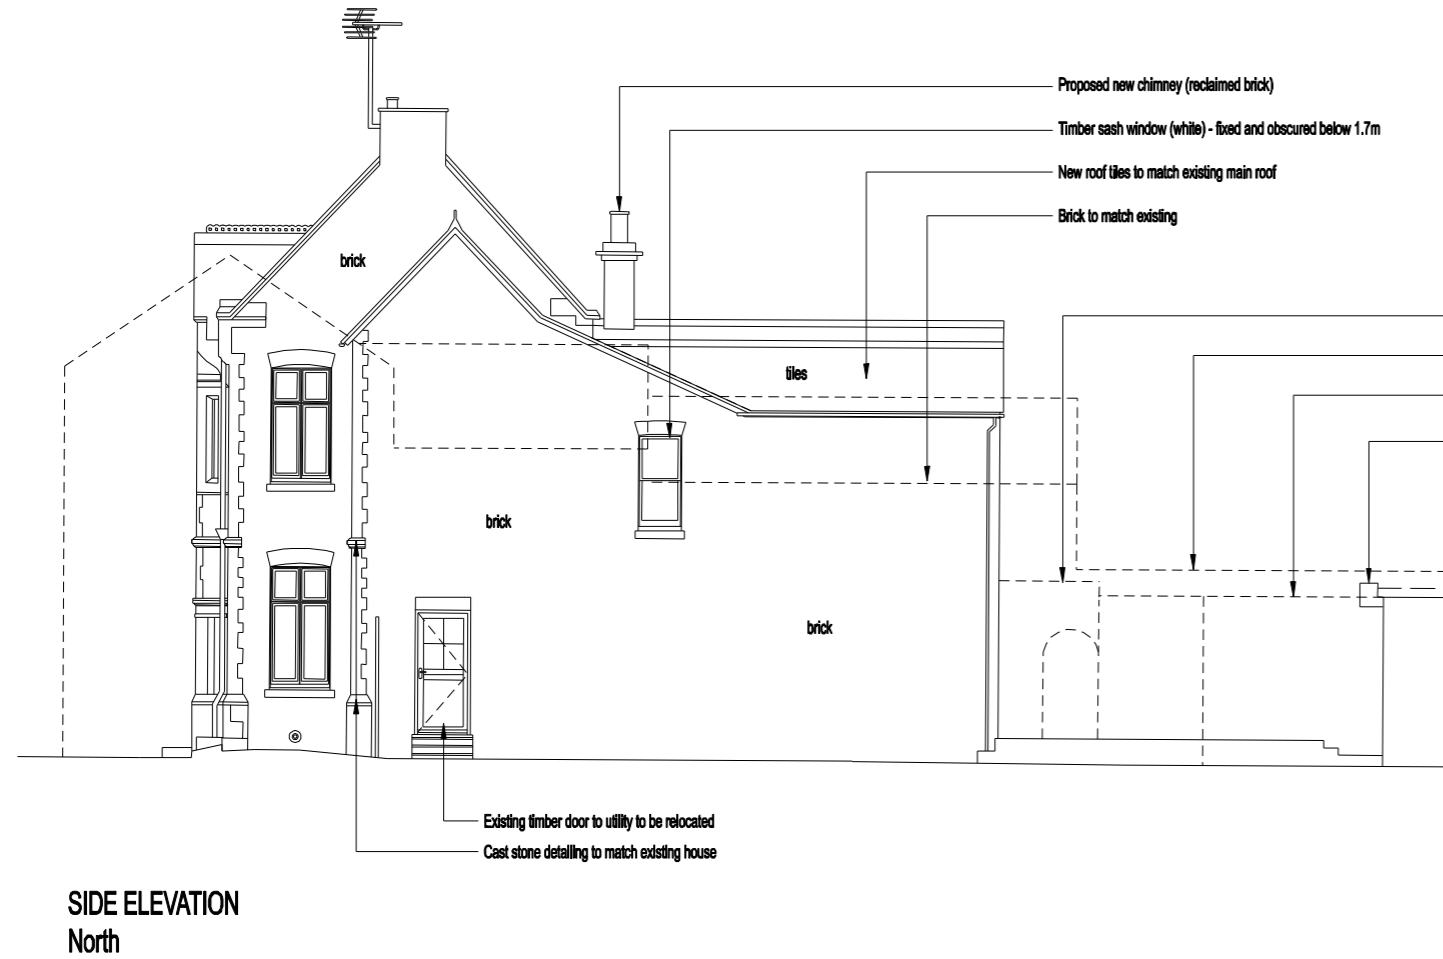 Proposed new chimney (reclaimed brick)
Timber sash window (white) - fixed and obscured below 1.7m
New roof tiles to match existing main roof
Brick to match existing
brick
tiles
brick
brick
Existing timber door to utility to be relocated
Cast stone detailing to match existing house
SIDE ELEVATION
North